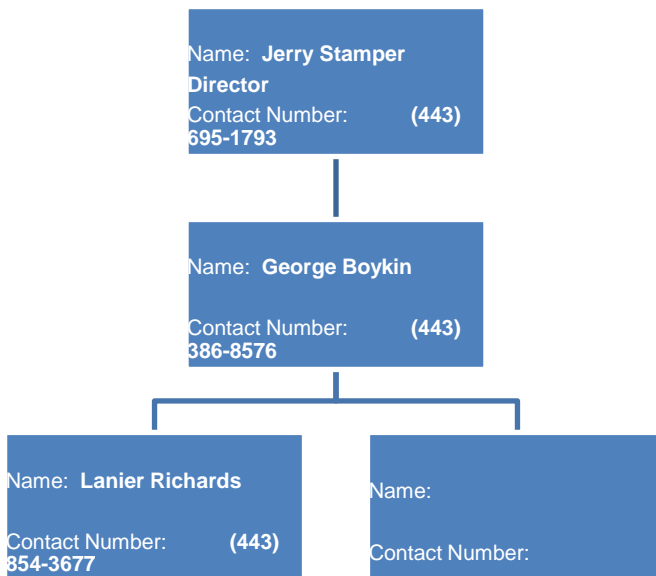 Name: Jerry Stamper
Director
Contact Number: (443)
695-1793
Name: George Boykin
Contact Number: (443)
386-8576
Name: Lanier Richards
Contact Number: (443)
854-3677
Name:
Contact Number: